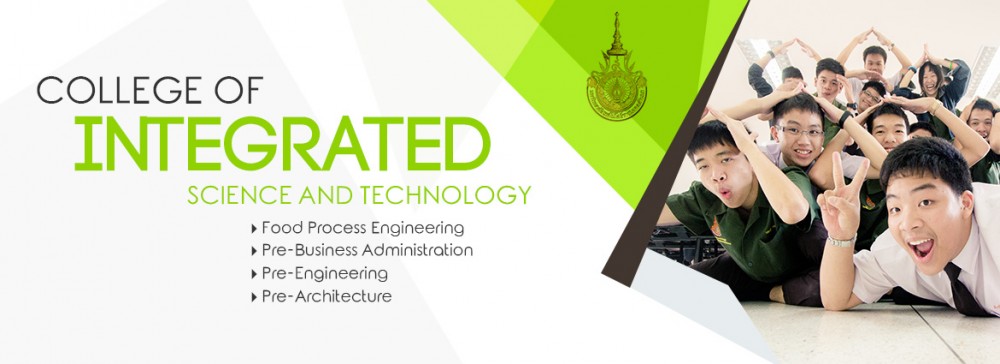 COLLEGE OF
INTEGRATED
SCIENCE AND TECHNOLOGY
Food Process Engineering
Pre-Business Administration
Pre-Engineering
Pre-Architecture